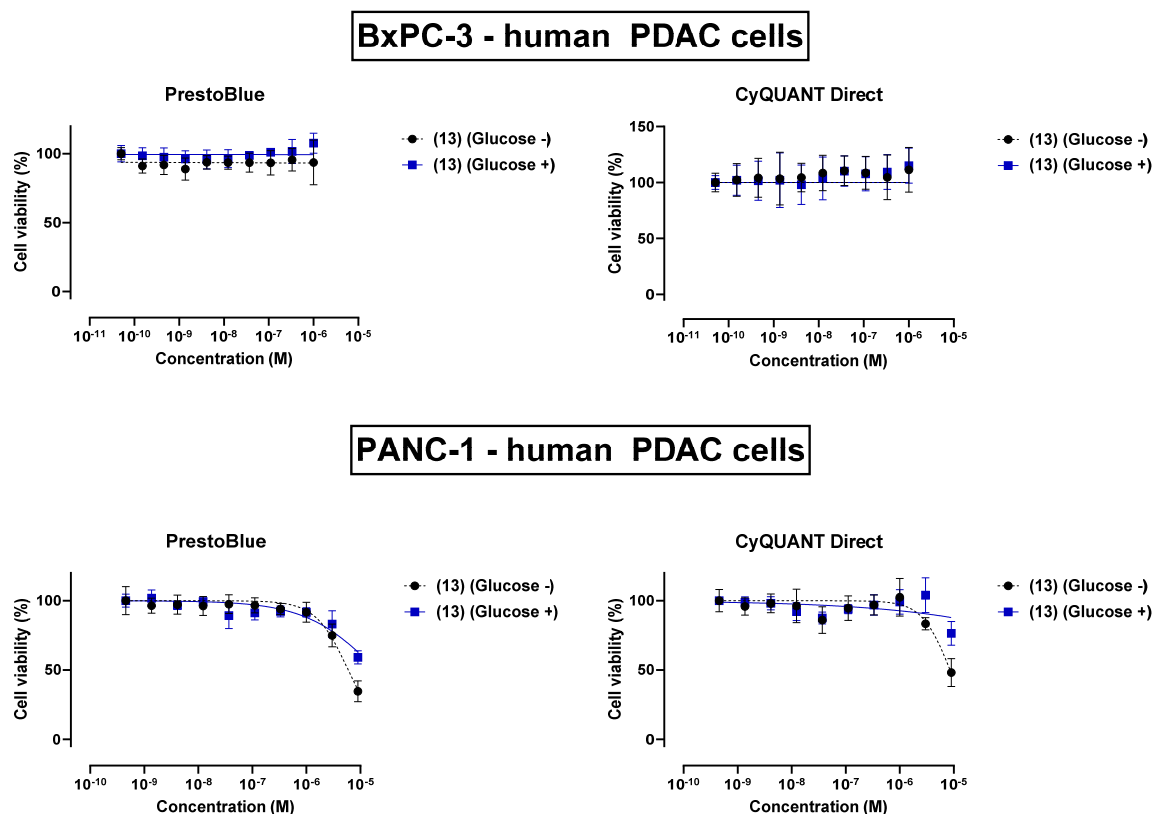 BxPC-3 - human PDAC cells
PrestoBlue
Cell viability (%)
100
50
0
10-11 10-10 10-9 10-8 10-7 10-6 10-5
Concentration (M)
(13) (Glucose -)
(13) (Glucose +)
CyQUANT Direct
Cell viability (%)
150
100
50
0
10-11 10-10 10-9 10-8 10-7 10-6 10-5
Concentration (M)
(13) (Glucose -)
(13) (Glucose +)
PANC-1 - human PDAC cells
PrestoBlue
Cell viability (%)
100
50
0
10-10 10-9 10-8 10-7 10-6 10-5
Concentration (M)
(13) (Glucose -)
(13) (Glucose +)
CyQUANT Direct
Cell viability (%)
100
50
0
10-10 10-9 10-8 10-7 10-6 10-5
Concentration (M)
(13) (Glucose -)
(13) (Glucose +)